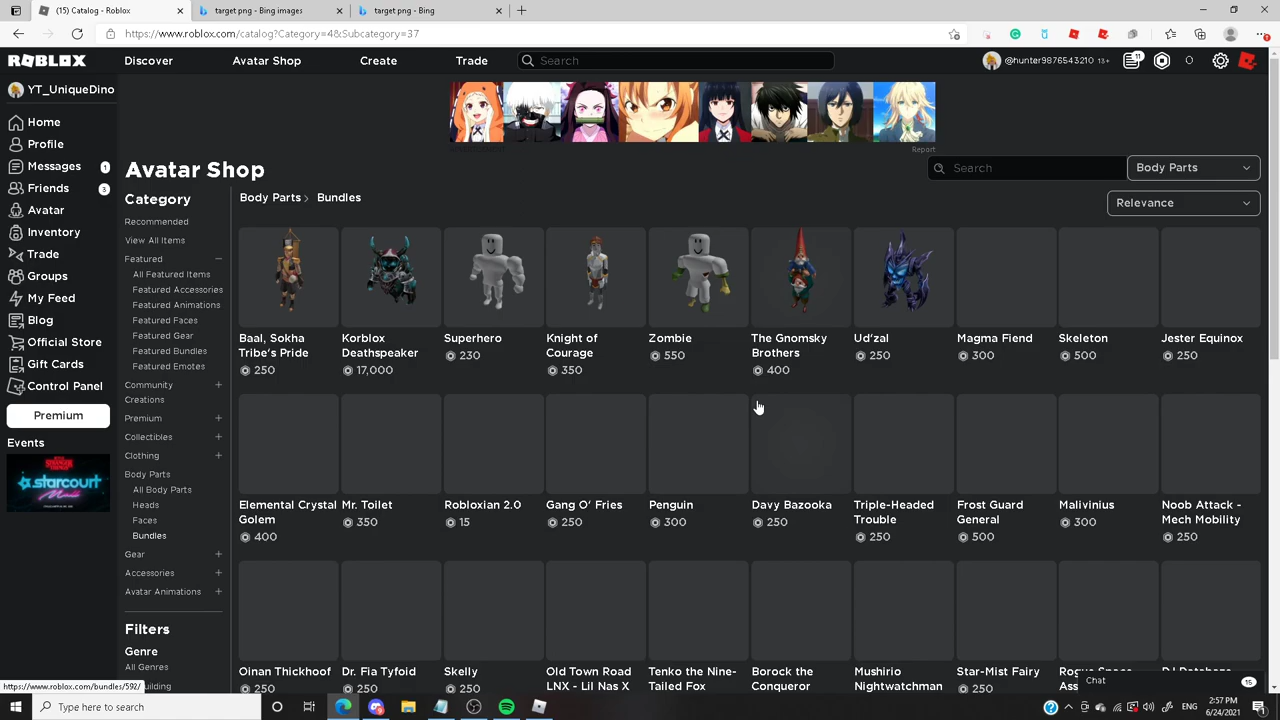 (15) Catalog - Roblox
target png - Bing images
target png - Bing
https://www.roblox.com/catalog?Category=4&Subcategory=37
ROBLOX
Discover
Avatar Shop
Create
Trade
Search
@hunter9876543210 13+
11
YT_UniqueDino
Home
Profile
Messages 1
Friends 3
Avatar
Inventory
Trade
Groups
My Feed
Blog
Official Store
Gift Cards
Control Panel
Premium
Events
STRANGER THINGS
starcourt
Report
Avatar Shop
Search
Body Parts
Relevance
Category
Recommended
View All Items
Featured
All Featured Items
Featured Accessories
Featured Animations
Featured Faces
Featured Gear
Featured Bundles
Featured Emotes
Community
Creations
Premium
Collectibles
Clothing
Body Parts
All Body Parts
Heads
Faces
Bundles
Gear
Accessories
Avatar Animations
Filters
Genre
All Genres
uilding
Body Parts > Bundles
Baal, Sokha
Tribe's Pride
250
Korblox
Deathspeaker
17,000
Superhero
230
Knight of
Courage
350
Zombie
550
The Gnomsky
Brothers
400
Ud'zal
250
Magma Fiend
300
Skeleton
500
Jester Equinox
250
Elemental Crystal
Golem
400
Mr. Toilet
350
Robloxian 2.0
15
Gang O' Fries
250
Penguin
300
Davy Bazooka
250
Triple-Headed
Trouble
250
Frost Guard
General
500
Malivinius
300
Noob Attack -
Mech Mobility
250
Oinan Thickhoof
250
Dr. Fia Tyfoid
250
Skelly
250
Old Town Road
LNX - Lil Nas X
Tenko the Nine-
Tailed Fox
Borock the
Conqueror
Mushirio
Nightwatchman
Star-Mist Fairy
250
Chat
15
https://www.roblox.com/bundles/592/
Type here to search
ENG
2:57 PM
6/24/2021